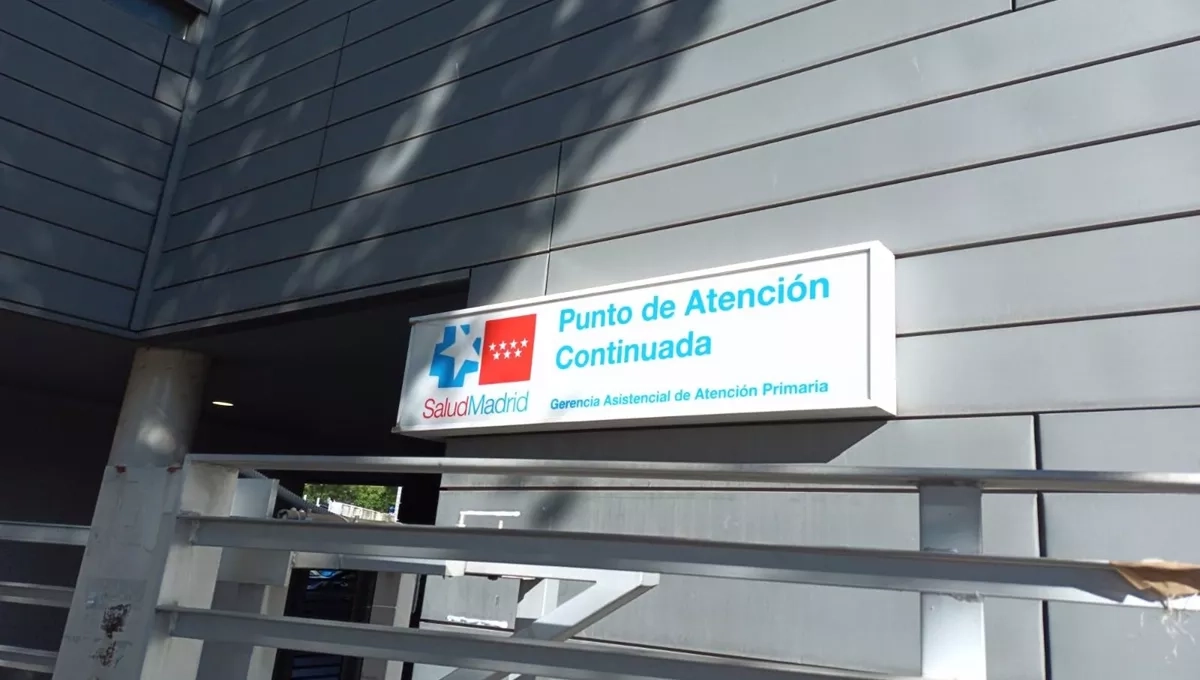 Punto de Atención
Continuada
SaludMadrid
Gerencia Asistencial de Atención Primaria